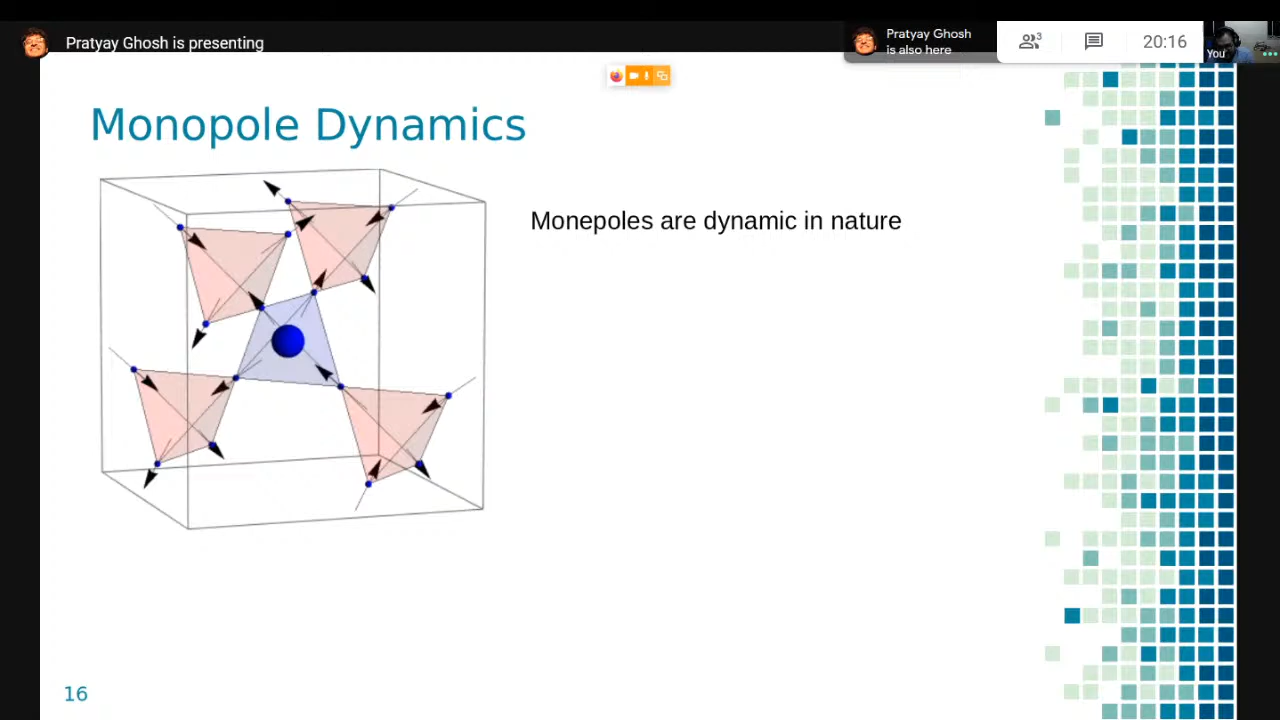 Pratyay Ghosh is presenting
Pratyay Ghosh
is also here
3
20:16
You
Monopole Dynamics
Monepoles are dynamic in nature
16